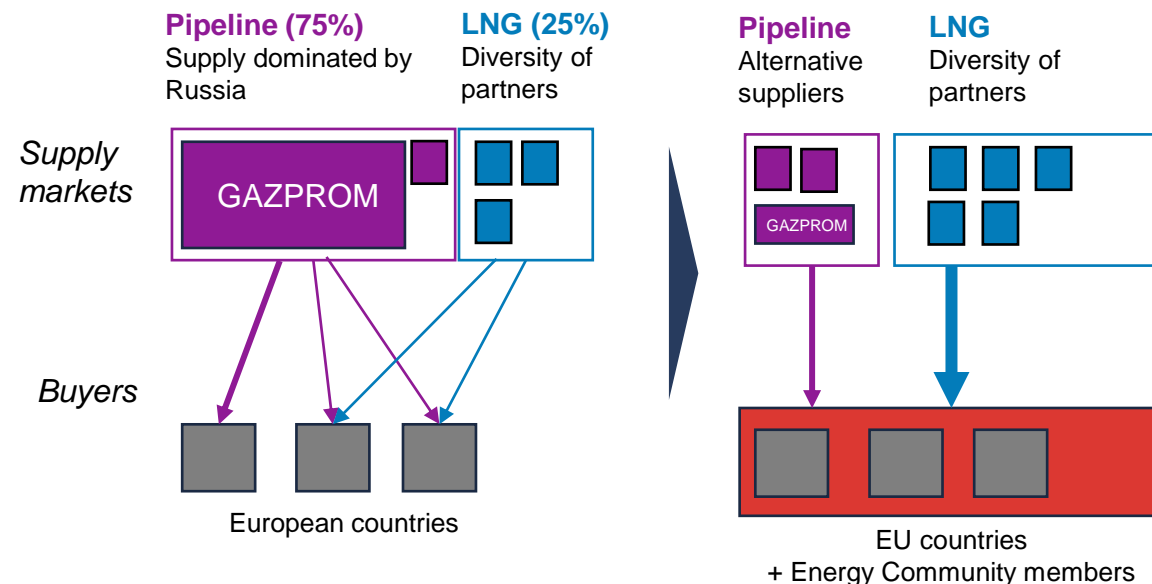 Pipeline (75%)
Supply dominated by
Russia
LNG (25%)
Diversity of
partners
Pipeline
Alternative
suppliers
LNG
Diversity of
partners
Supply
markets
GAZPROM
GAZPROM
Buyers
European countries
EU countries
+ Energy Community members